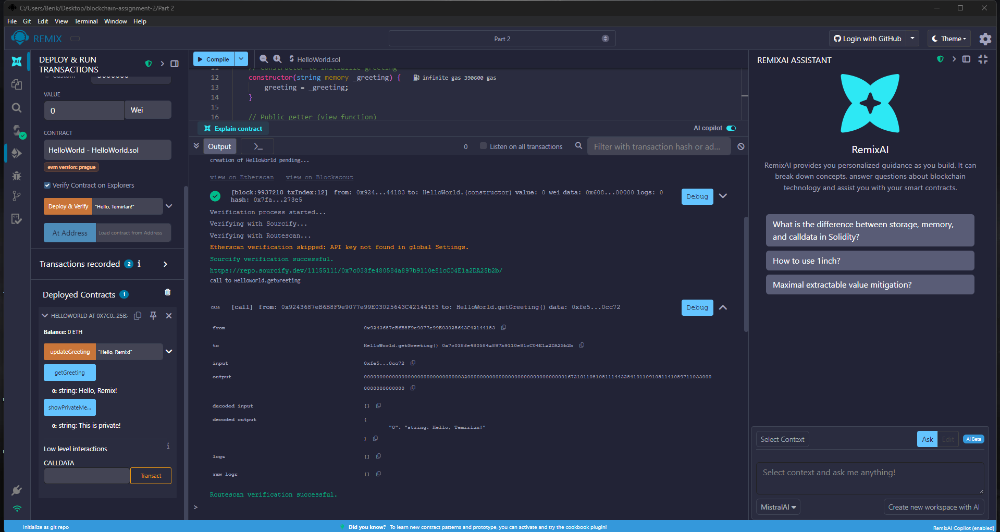 C:/Users/Berik/Desktop/blockchain-assignment-2/Part 2
File Git Edit View Terminal Window Help
REMIX
Part 2
Login with GitHub
Theme
DEPLOY & RUN
TRANSACTIONS
VALUE
0
Wei
CONTRACT
HelloWorld - HelloWorld.sol
evm version: prague
Verify Contract on Explorers
Deploy & Verify
"Hello, Temirlan!"
At Address
Load contract from Address
Transactions recorded 2 i
Deployed Contracts 1
HELLOWORLD AT 0X7C0...25B2
Balance: 0 ETH
updateGreeting
"Hello, Remix!"
getGreeting
0: string: Hello, Remix!
showPrivateMe...
0: string: This is private!
Low level interactions
i
CALLDATA
Transact
Compile
HelloWorld.sol
11 // Constructor to initialize greeting
12 constructor(string memory _greeting) { infinite gas 390600 gas
13 greeting = _greeting;
14 }
15
16 // Public getter (view function)
Explain contract
AI copilot
Output
>_
0
Listen on all transactions
Filter with transaction hash or ad...
creation of HelloWorld pending...
view on Etherscan view on Blockscout
[block:9937210 txIndex:12] from: 0x924...44183 to: HelloWorld.(constructor) value: 0 wei data: 0x608...00000 logs: 0
hash: 0x7fa...273e5
Debug
Verification process started...
Verifying with Sourcify...
Verifying with Routescan...
Etherscan verification skipped: API key not found in global Settings.
Sourcify verification successful.
https://repo.sourcify.dev/11155111/0x7c038fe480584a897b9110e81cC04E1a2DA25b2b/
call to HelloWorld.getGreeting
CALL [call] from: 0x9243687eB6B8F9e9077e99E03025643C42144183 to: HelloWorld.getGreeting() data: 0xfe5...0cc72
Debug
from 0x9243687eB6B8F9e9077e99E03025643C42144183
to HelloWorld.getGreeting() 0x7c038fe480584a897b9110e81cC04E1a2DA25b2b
input 0xfe5...0cc72
output
decoded input {}
decoded output {
"0": "string: Hello, Temirlan!"
}
logs []
raw logs []
Routescan verification successful.
>
REMIXAI ASSISTANT
RemixAI
RemixAI provides you personalized guidance as you build. It can
break down concepts, answer questions about blockchain
technology and assist you with your smart contracts.
What is the difference between storage, memory,
and calldata in Solidity?
How to use 1inch?
Maximal extractable value mitigation?
Select Context
Ask
Edit
AI Beta
Select context and ask me anything!
MistralAI
Create new workspace with AI
Initialize as git repo
Did you know? To learn new contract patterns and prototype, you can activate and try the cookbook plugin!
RemixAI Copilot (enabled)